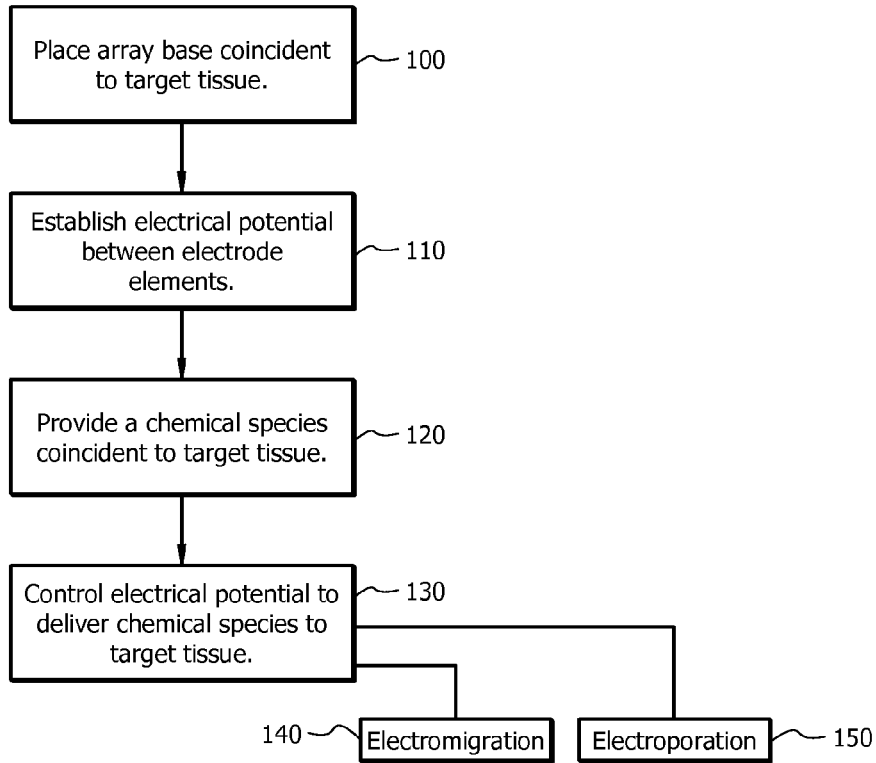 Place array base coincident
to target tissue.
100
Establish electrical potential
between electrode
elements.
110
Provide a chemical species
coincident to target tissue.
120
Control electrical potential to
deliver chemical species to
target tissue.
130
140
Electromigration
Electroporation
150